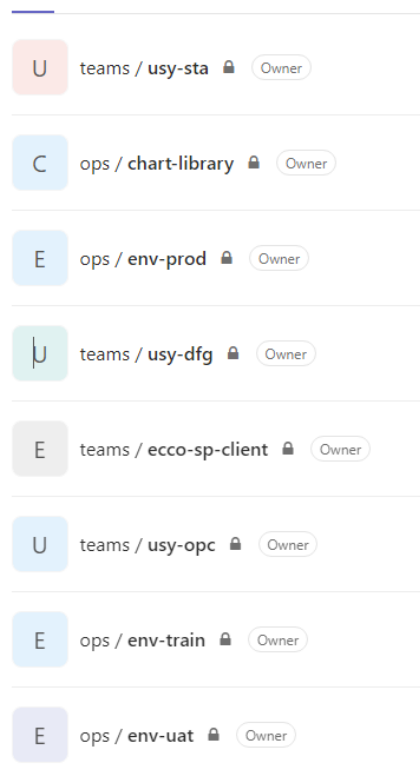 U teams / usy-sta Owner
C ops / chart-library Owner
E ops / env-prod Owner
U teams / usy-dfg Owner
E teams / ecco-sp-client Owner
U teams / usy-opc Owner
E ops / env-train Owner
E ops / env-uat Owner